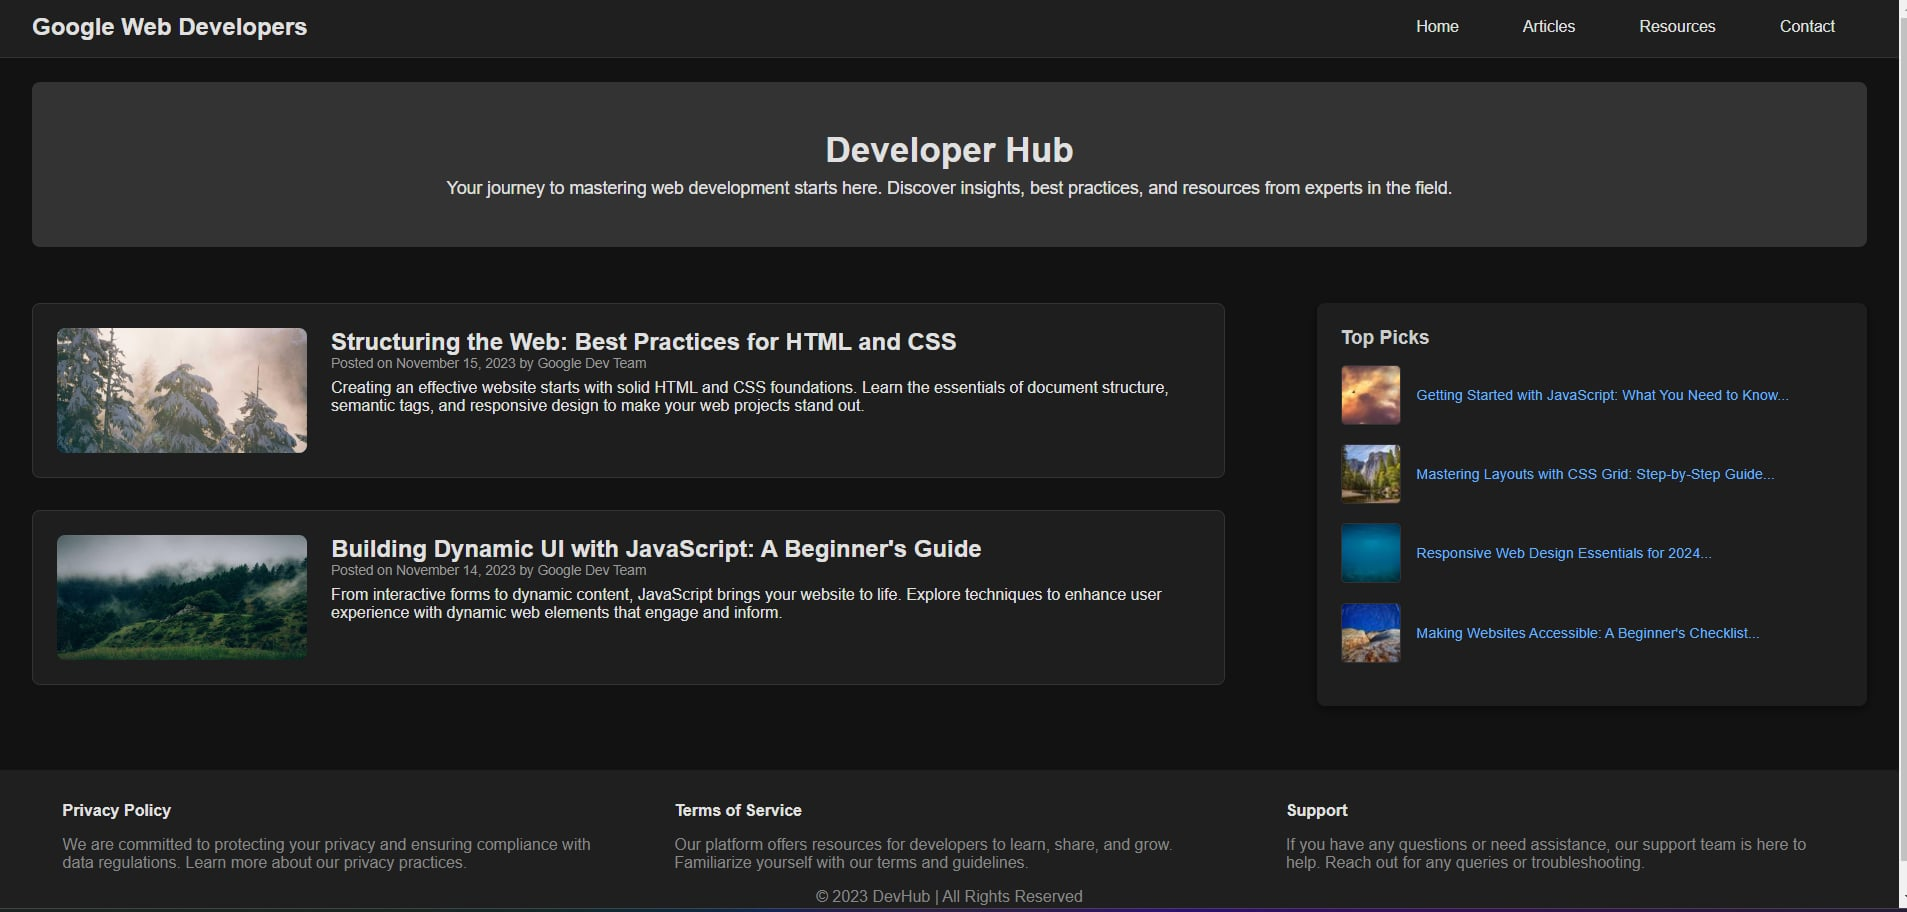 Google Web Developers
Home
Articles
Resources
Contact
Developer Hub
Your journey to mastering web development starts here. Discover insights, best practices, and resources from experts in the field.
Structuring the Web: Best Practices for HTML and CSS
Posted on November 15, 2023 by Google Dev Team
Creating an effective website starts with solid HTML and CSS foundations. Learn the essentials of document structure,
semantic tags, and responsive design to make your web projects stand out.
Building Dynamic UI with JavaScript: A Beginner's Guide
Posted on November 14, 2023 by Google Dev Team
From interactive forms to dynamic content, JavaScript brings your website to life. Explore techniques to enhance user
experience with dynamic web elements that engage and inform.
Top Picks
Getting Started with JavaScript: What You Need to Know...
Mastering Layouts with CSS Grid: Step-by-Step Guide...
Responsive Web Design Essentials for 2024...
Making Websites Accessible: A Beginner's Checklist...
Privacy Policy
We are committed to protecting your privacy and ensuring compliance with
data regulations. Learn more about our privacy practices.
Terms of Service
Our platform offers resources for developers to learn, share, and grow.
Familiarize yourself with our terms and guidelines.
Support
If you have any questions or need assistance, our support team is here to
help. Reach out for any queries or troubleshooting.
© 2023 DevHub | All Rights Reserved